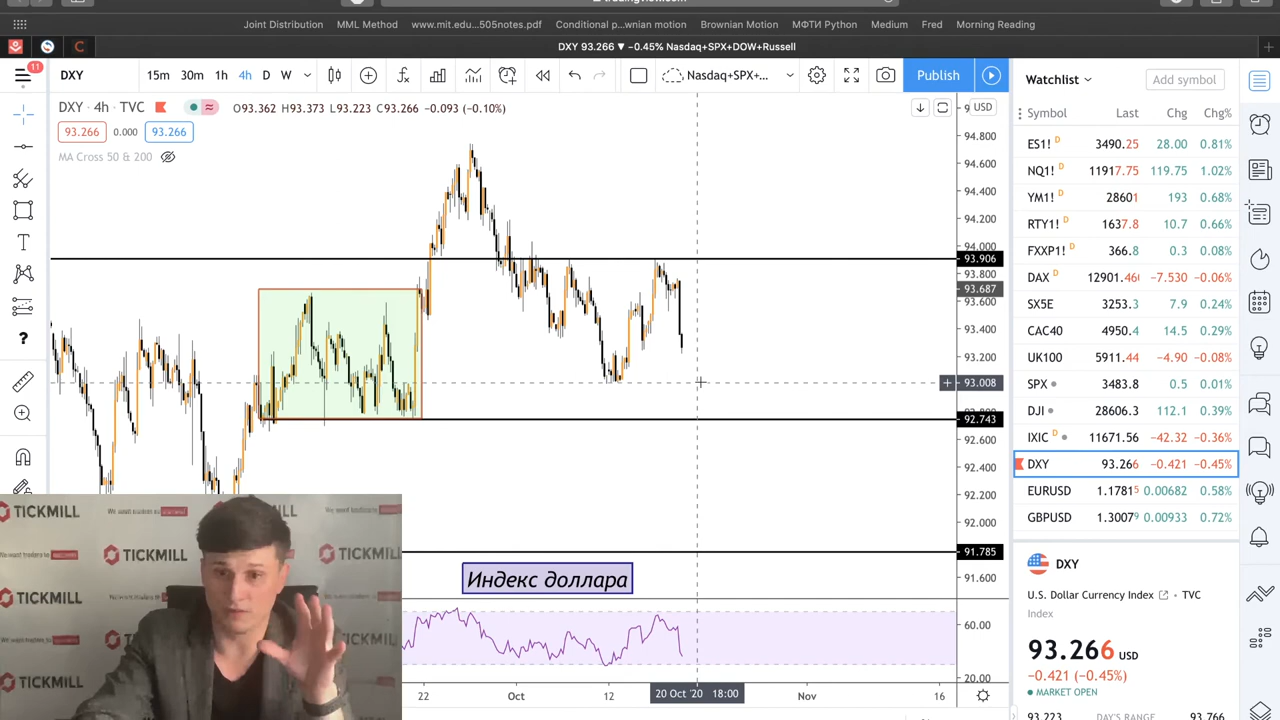 Joint Distribution MML Method www.mit.edu...505notes.pdf Conditional p...wnian motion Brownian Motion МФТИ Python Medium Fred Morning Reading
DXY 93.266 ▼ −0.45% Nasdaq+SPX+DOW+Russell
11 DXY 15m 30m 1h 4h D W Nasdaq+SPX+... Publish
Watchlist Add symbol
DXY · 4h · TVC O93.362 H93.373 L93.223 C93.266 −0.093 (−0.10%)
USD
93.266 0.000 93.266
MA Cross 50 & 200
94.800
94.600
94.400
94.200
94.000
93.906
93.800
93.687
93.600
93.400
93.200
93.008
92.743
92.600
92.400
92.200
92.000
91.785
91.600
60.00
20.00
Symbol Last Chg Chg%
ES1! D 3490.25 28.00 0.81%
NQ1! D 11917.75 119.75 1.02%
YM1! D 28601 193 0.68%
RTY1! D 1637.8 10.7 0.66%
FXXP1! D 366.8 0.3 0.08%
DAX D 12901.46 −7.530 −0.06%
SX5E 3253.3 7.9 0.24%
CAC40 4950.4 14.5 0.29%
UK100 5911.44 −4.90 −0.08%
SPX 3483.8 0.5 0.01%
DJI 28606.3 112.1 0.39%
IXIC D 11671.56 −42.32 −0.36%
DXY 93.266 −0.421 −0.45%
EURUSD 1.17815 0.00682 0.58%
GBPUSD 1.30079 0.00933 0.72%
DXY
U.S. Dollar Currency Index TVC
Index
93.266 USD
−0.421 (−0.45%)
MARKET OPEN
93.223 DAY'S RANGE 93.766
Индекс доллара
22 Oct 12 20 Oct '20 18:00 Nov 16
TICKMILL
TICKMILL
TICKMILL
TICKMILL
TICKMILL
TICKMILL